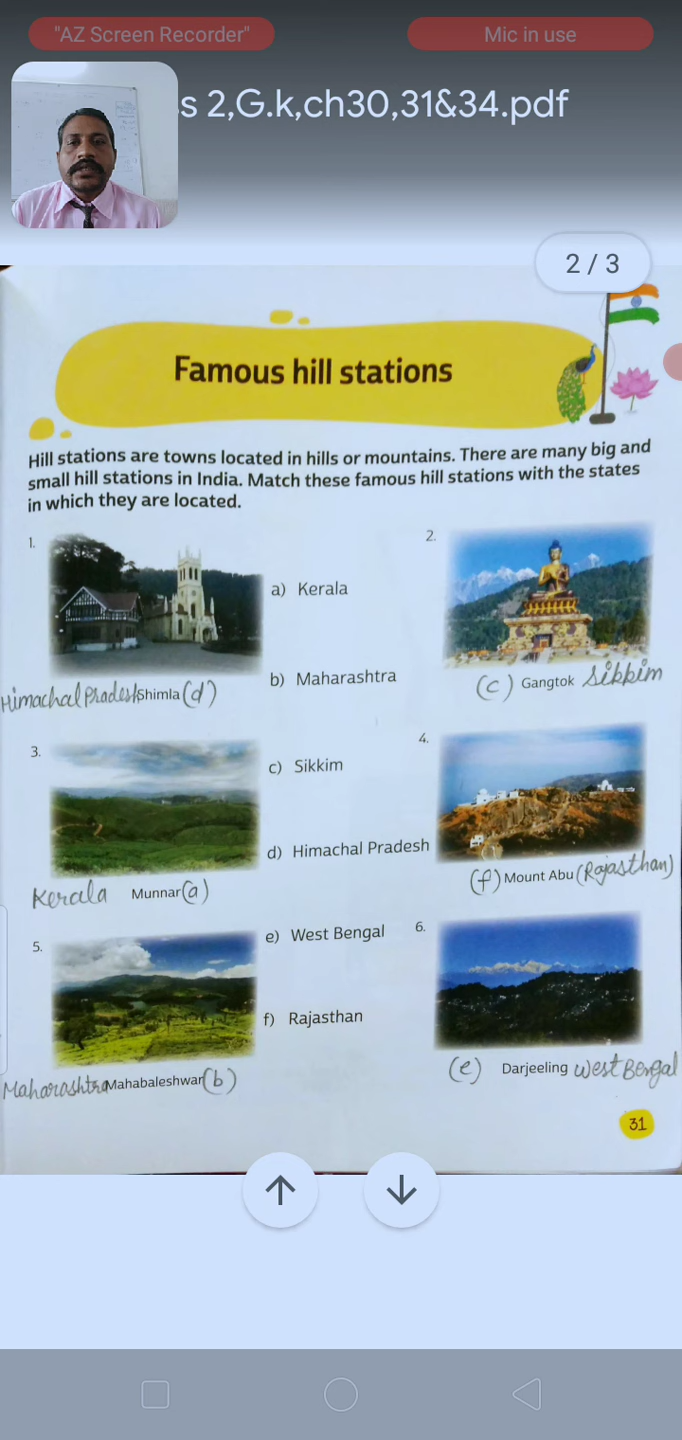 "AZ Screen Recorder"
Mic in use
s 2,G.k,ch30,31&34.pdf
2 / 3
Famous hill stations
Hill stations are towns located in hills or mountains. There are many big and
small hill stations in India. Match these famous hill stations with the states
in which they are located.
1.
2.
a) Kerala
b) Maharashtra
Himachal Pradesh Shimla (d)
(c) Gangtok Sikkim
3.
4.
c) Sikkim
d) Himachal Pradesh
Kerala Munnar (a)
(f) Mount Abu (Rajasthan)
5.
e) West Bengal
6.
f) Rajasthan
Maharashtra Mahabaleshwar (b)
(e) Darjeeling West Bengal
31